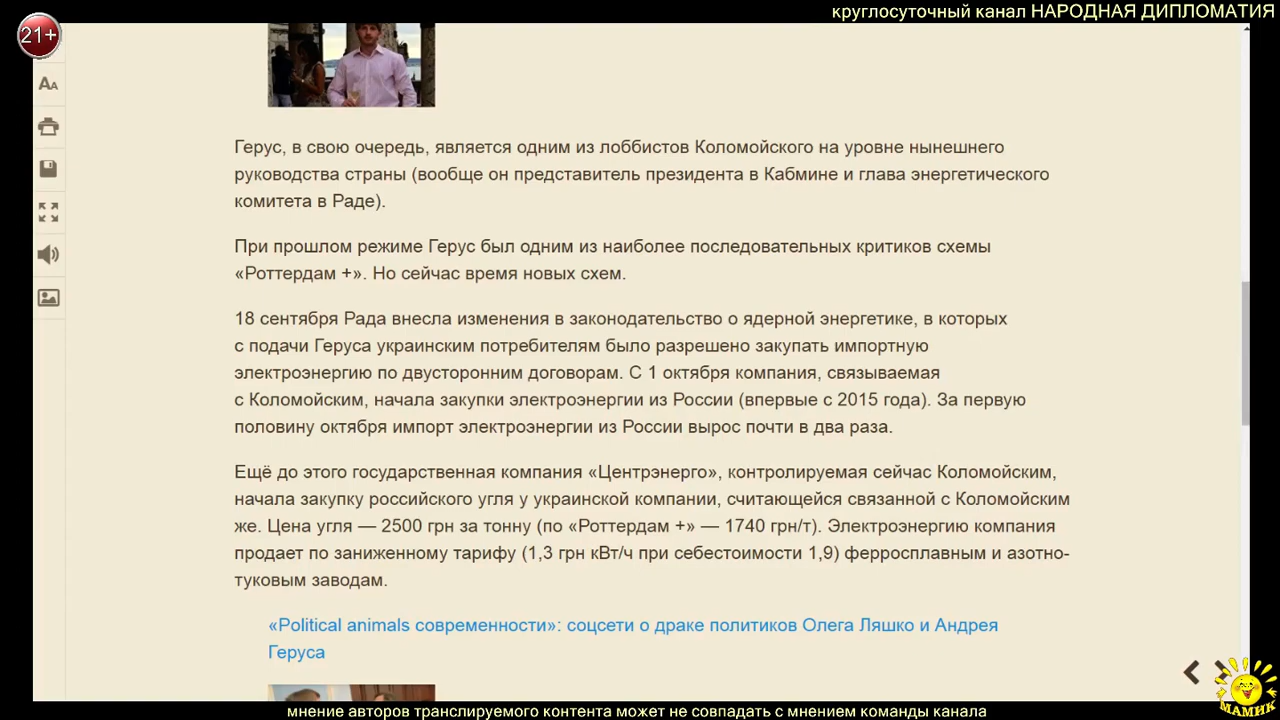 круглосуточный канал НАРОДНАЯ ДИПЛОМАТИЯ
21+
AA
Герус, в свою очередь, является одним из лоббистов Коломойского на уровне нынешнего
руководства страны (вообще он представитель президента в Кабмине и глава энергетического
комитета в Раде).
При прошлом режиме Герус был одним из наиболее последовательных критиков схемы
«Роттердам +». Но сейчас время новых схем.
18 сентября Рада внесла изменения в законодательство о ядерной энергетике, в которых
с подачи Геруса украинским потребителям было разрешено закупать импортную
электроэнергию по двусторонним договорам. С 1 октября компания, связываемая
с Коломойским, начала закупки электроэнергии из России (впервые с 2015 года). За первую
половину октября импорт электроэнергии из России вырос почти в два раза.
Ещё до этого государственная компания «Центрэнерго», контролируемая сейчас Коломойским,
начала закупку российского угля у украинской компании, считающейся связанной с Коломойским
же. Цена угля — 2500 грн за тонну (по «Роттердам +» — 1740 грн/т). Электроэнергию компания
продает по заниженному тарифу (1,3 грн кВт/ч при себестоимости 1,9) ферросплавным и азотно-
туковым заводам.
«Political animals современности»: соцсети о драке политиков Олега Ляшко и Андрея
Геруса
МАМИК
мнение авторов транслируемого контента может не совпадать с мнением команды канала